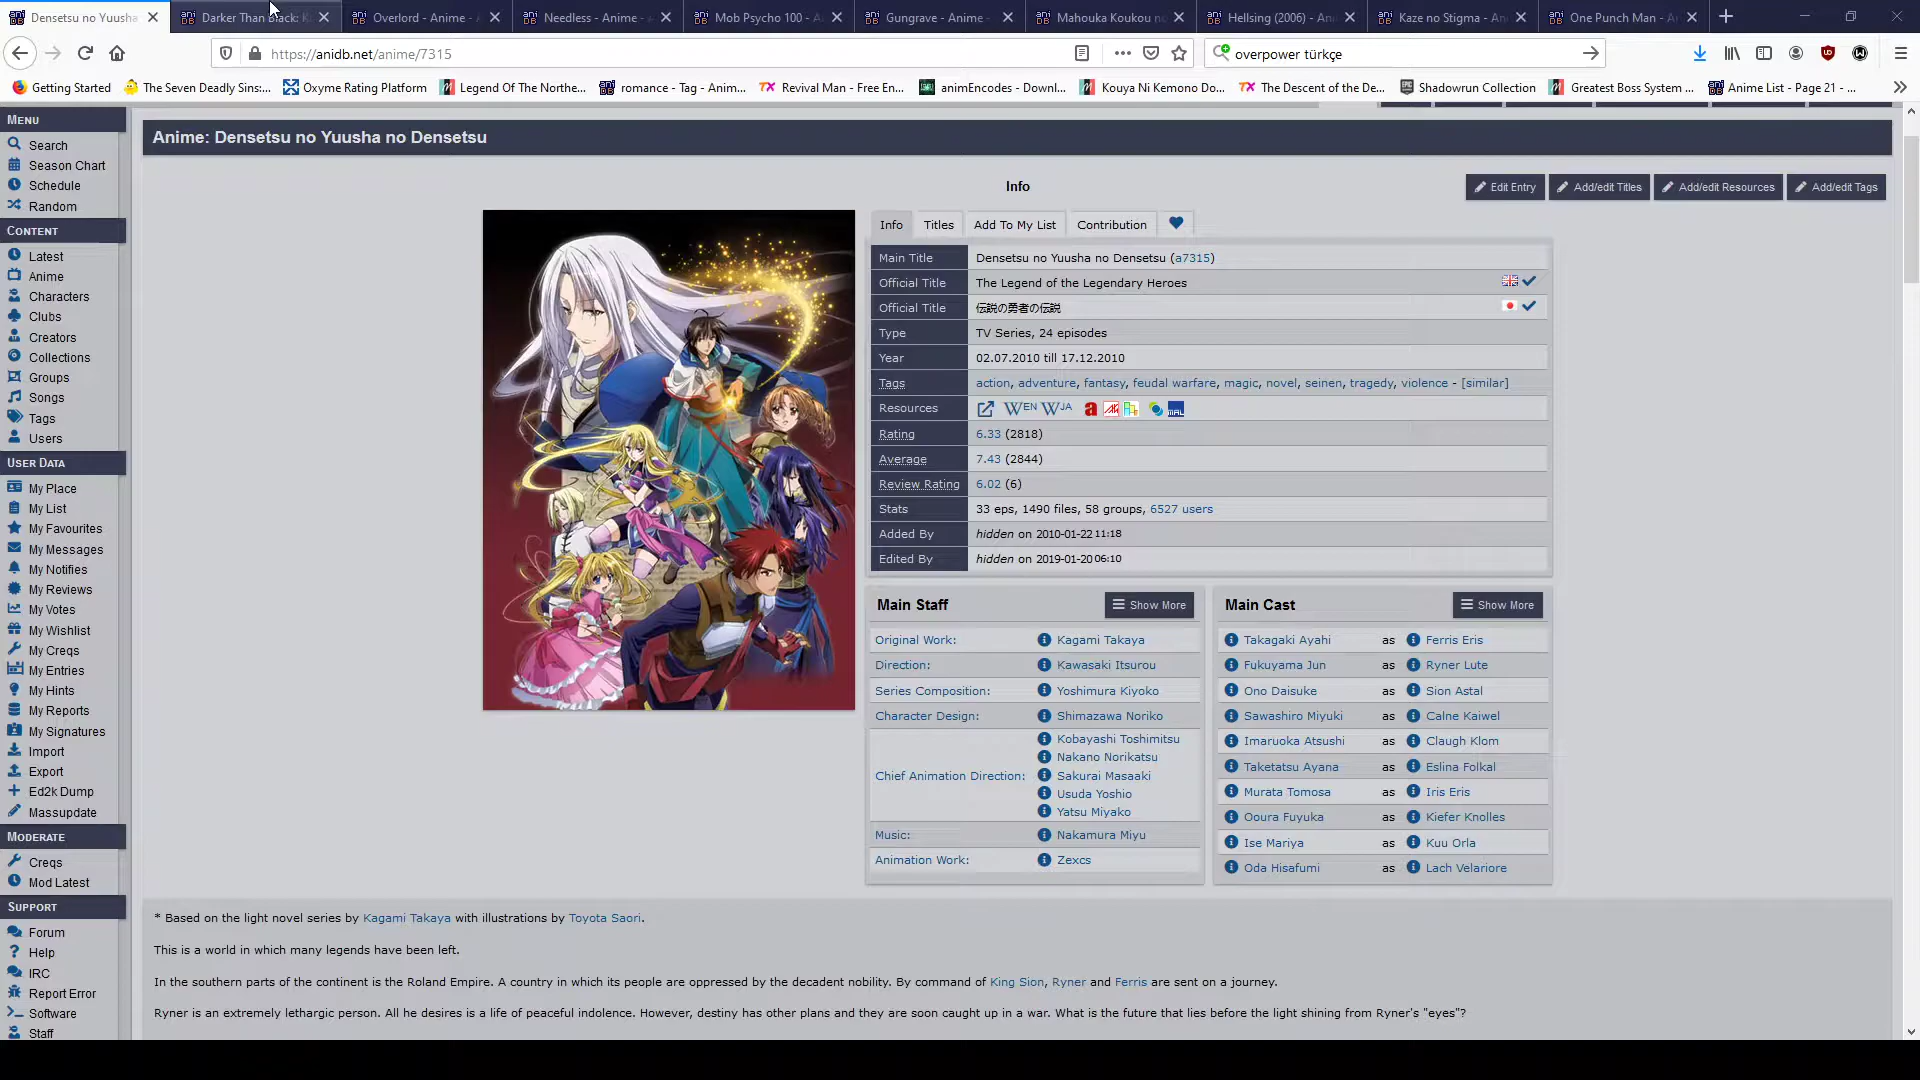 Densetsu no Yuusha
Darker Than Black: K
Overlord - Anime -
Needless - Anime -
Mob Psycho 100 - A
Gungrave - Anime -
Mahouka Koukou no
Hellsing (2006) - Ani
Kaze no Stigma - An
One Punch Man - A
https://anidb.net/anime/7315
overpower türkçe
Getting Started
The Seven Deadly Sins:...
Oxyme Rating Platform
Legend Of The Northe...
romance - Tag - Anim...
Revival Man - Free En...
animEncodes - Downl...
Kouya Ni Kemono Do...
The Descent of the De...
Shadowrun Collection
Greatest Boss System ...
Anime List - Page 21 - ...
MENU
Search
Season Chart
Schedule
Random
CONTENT
Latest
Anime
Characters
Clubs
Creators
Collections
Groups
Songs
Tags
Users
USER DATA
My Place
My List
My Favourites
My Messages
My Notifies
My Reviews
My Votes
My Wishlist
My Creqs
My Entries
My Hints
My Reports
My Signatures
Import
Export
Ed2k Dump
Massupdate
MODERATE
Creqs
Mod Latest
SUPPORT
Forum
Help
IRC
Report Error
Software
Staff
Anime: Densetsu no Yuusha no Densetsu
Info
Edit Entry
Add/edit Titles
Add/edit Resources
Add/edit Tags
Info Titles Add To My List Contribution
Main Title Densetsu no Yuusha no Densetsu (a7315)
Official Title The Legend of the Legendary Heroes
Official Title 伝説の勇者の伝説
Type TV Series, 24 episodes
Year 02.07.2010 till 17.12.2010
Tags action, adventure, fantasy, feudal warfare, magic, novel, seinen, tragedy, violence - [similar]
Resources WEN WJA a MAL
Rating 6.33 (2818)
Average 7.43 (2844)
Review Rating 6.02 (6)
Stats 33 eps, 1490 files, 58 groups, 6527 users
Added By hidden on 2010-01-22 11:18
Edited By hidden on 2019-01-20 06:10
Main Staff Show More
Original Work: Kagami Takaya
Direction: Kawasaki Itsurou
Series Composition: Yoshimura Kiyoko
Character Design: Shimazawa Noriko
Chief Animation Direction: Kobayashi Toshimitsu
Nakano Norikatsu
Sakurai Masaaki
Usuda Yoshio
Yatsu Miyako
Music: Nakamura Miyu
Animation Work: Zexcs
Main Cast Show More
Takagaki Ayahi as Ferris Eris
Fukuyama Jun as Ryner Lute
Ono Daisuke as Sion Astal
Sawashiro Miyuki as Calne Kaiwel
Imaruoka Atsushi as Claugh Klom
Taketatsu Ayana as Eslina Folkal
Murata Tomosa as Iris Eris
Ooura Fuyuka as Kiefer Knolles
Ise Mariya as Kuu Orla
Oda Hisafumi as Lach Velariore
* Based on the light novel series by Kagami Takaya with illustrations by Toyota Saori.
This is a world in which many legends have been left.
In the southern parts of the continent is the Roland Empire. A country in which its people are oppressed by the decadent nobility. By command of King Sion, Ryner and Ferris are sent on a journey.
Ryner is an extremely lethargic person. All he desires is a life of peaceful indolence. However, destiny has other plans and they are soon caught up in a war. What is the future that lies before the light shining from Ryner's "eyes"?